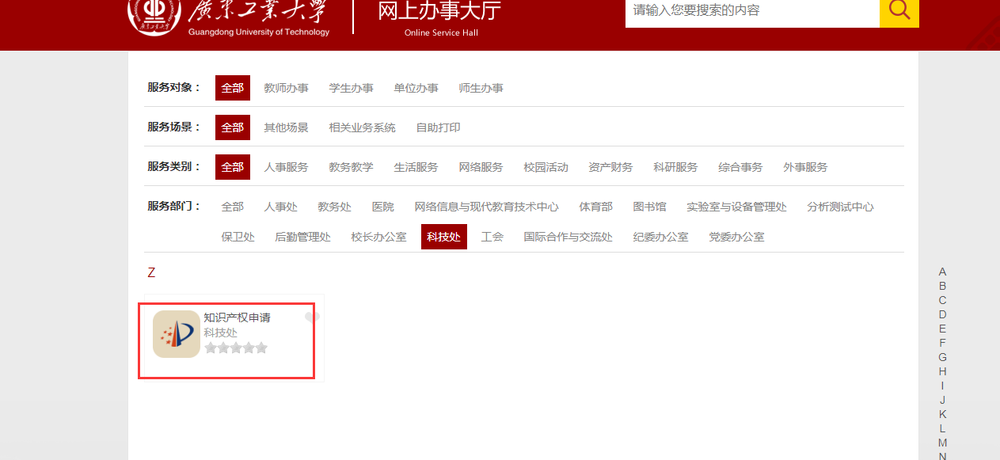 廣東工業大學
Guangdong University of Technology
网上办事大厅
Online Service Hall
请输入您要搜索的内容
服务对象： 全部 教师办事 学生办事 单位办事 师生办事
服务场景： 全部 其他场景 相关业务系统 自助打印
服务类别： 全部 人事服务 教务教学 生活服务 网络服务 校园活动 资产财务 科研服务 综合事务 外事服务
服务部门： 全部 人事处 教务处 医院 网络信息与现代教育技术中心 体育部 图书馆 实验室与设备管理处 分析测试中心
保卫处 后勤管理处 校长办公室 科技处 工会 国际合作与交流处 纪委办公室 党委办公室
Z
知识产权申请
科技处
A
B
C
D
E
F
G
H
I
J
K
L
M
N